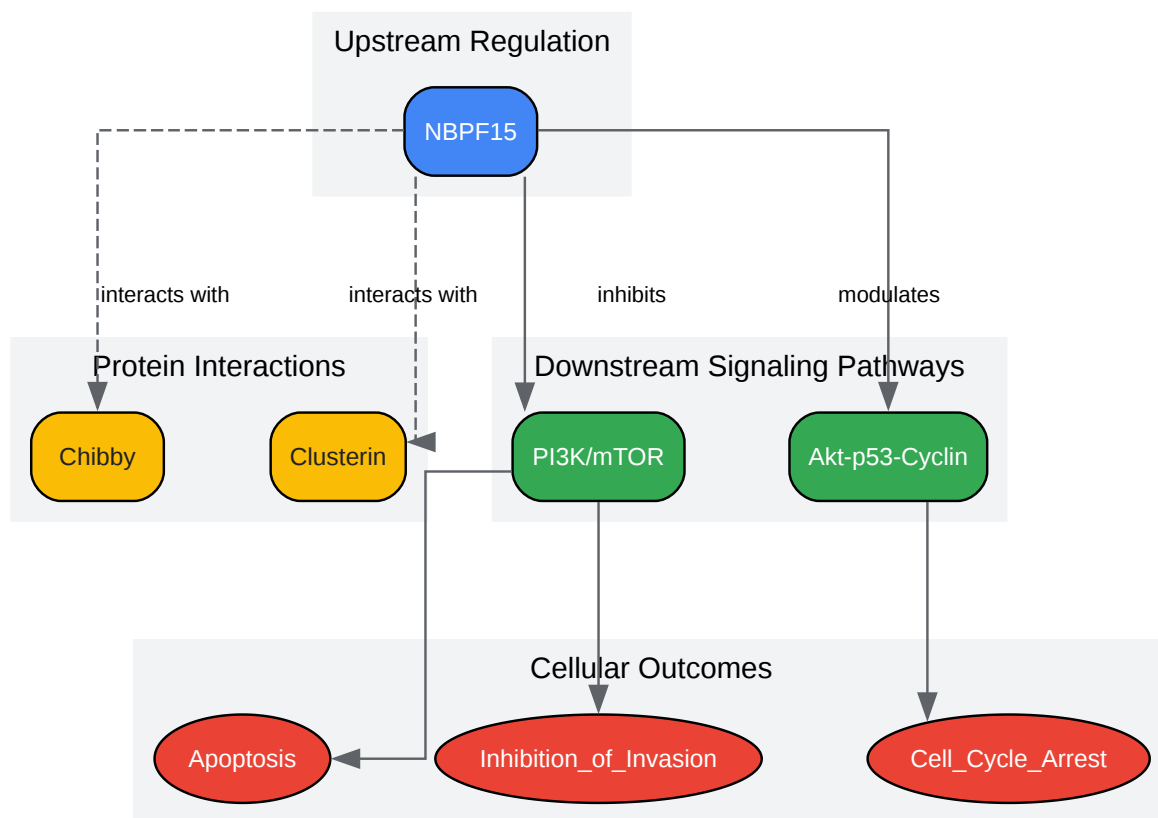 Upstream Regulation
NBPF15
interacts with
interacts with
inhibits
modulates
Protein Interactions
Downstream Signaling Pathways
Chibby
Clusterin
PI3K/mTOR
Akt-p53-Cyclin
Cellular Outcomes
Apoptosis
Inhibition_of_Invasion
Cell_Cycle_Arrest